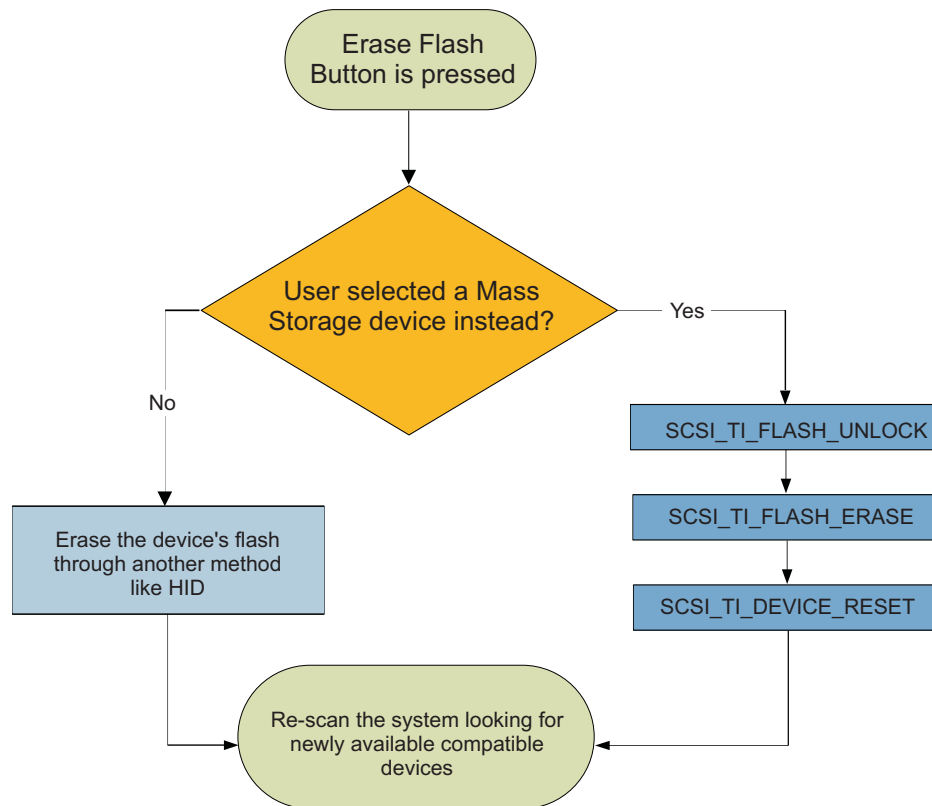 Erase Flash
Button is pressed
User selected a Mass
Storage device instead?
Yes
No
SCSI_TI_FLASH_UNLOCK
SCSI_TI_FLASH_ERASE
Erase the device's flash
through another method
like HID
SCSI_TI_DEVICE_RESET
Re-scan the system looking for
newly available compatible
devices